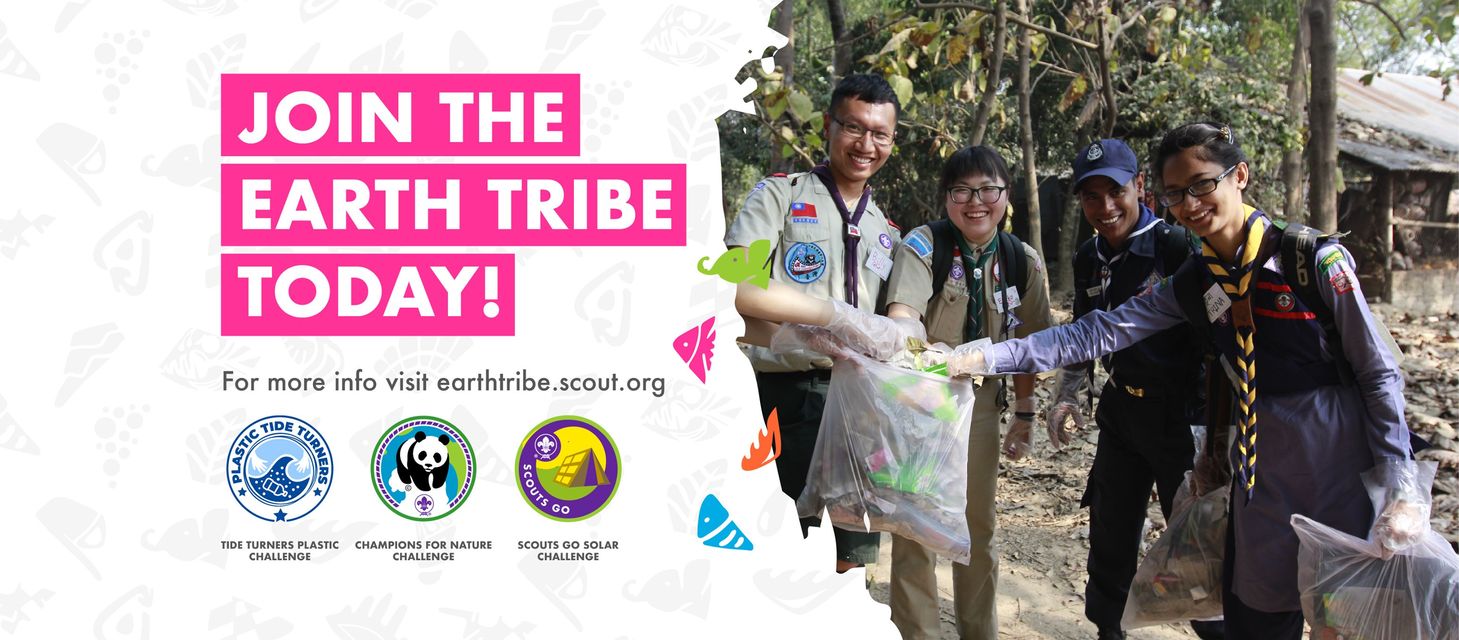 JOIN THE
EARTH TRIBE
TODAY!
For more info visit earthtribe.scout.org
PLASTIC TIDE TURNERS
SCOUTS GO
TIDE TURNERS PLASTIC
CHALLENGE
CHAMPIONS FOR NATURE
CHALLENGE
SCOUTS GO SOLAR
CHALLENGE